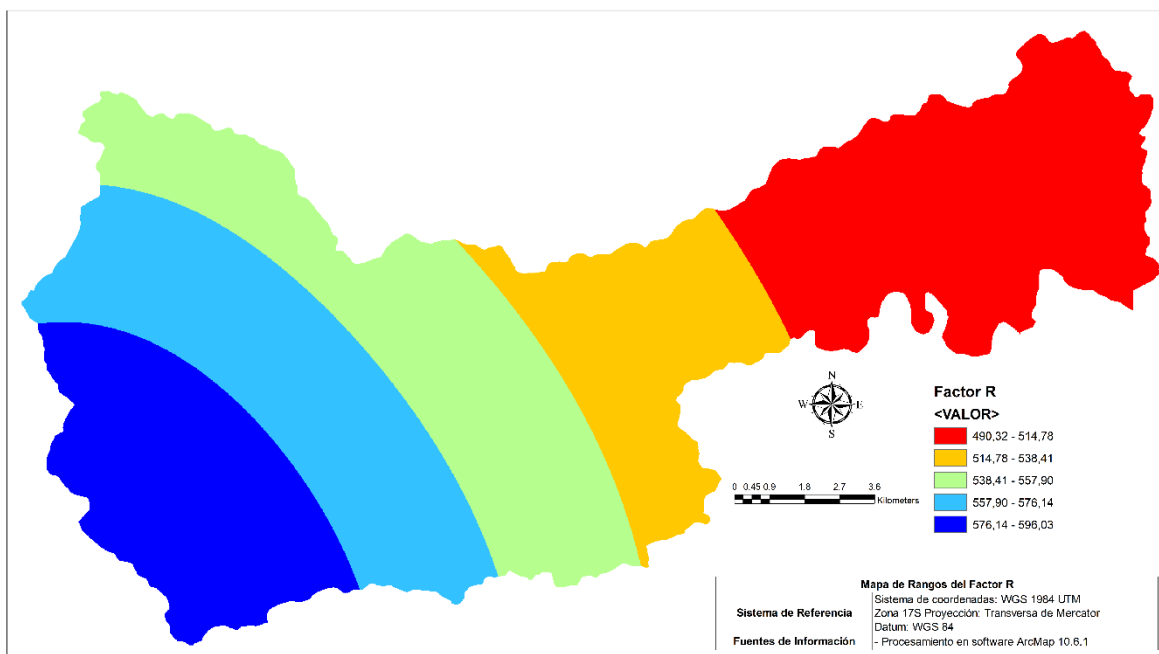 N
W E
S
Factor R
<VALOR>
490,32 - 514,78
514,78 - 538,41
538,41 - 557,90
557,90 - 576,14
576,14 - 596,03
0 0.45 0.9 1.8 2.7 3.6
Kilometers
Mapa de Rangos del Factor R
Sistema de Referencia
Sistema de coordenadas: WGS 1984 UTM
Zona 17S Proyección: Transversa de Mercator
Datum: WGS 84
Fuentes de Información
- Procesamiento en software ArcMap 10.6.1